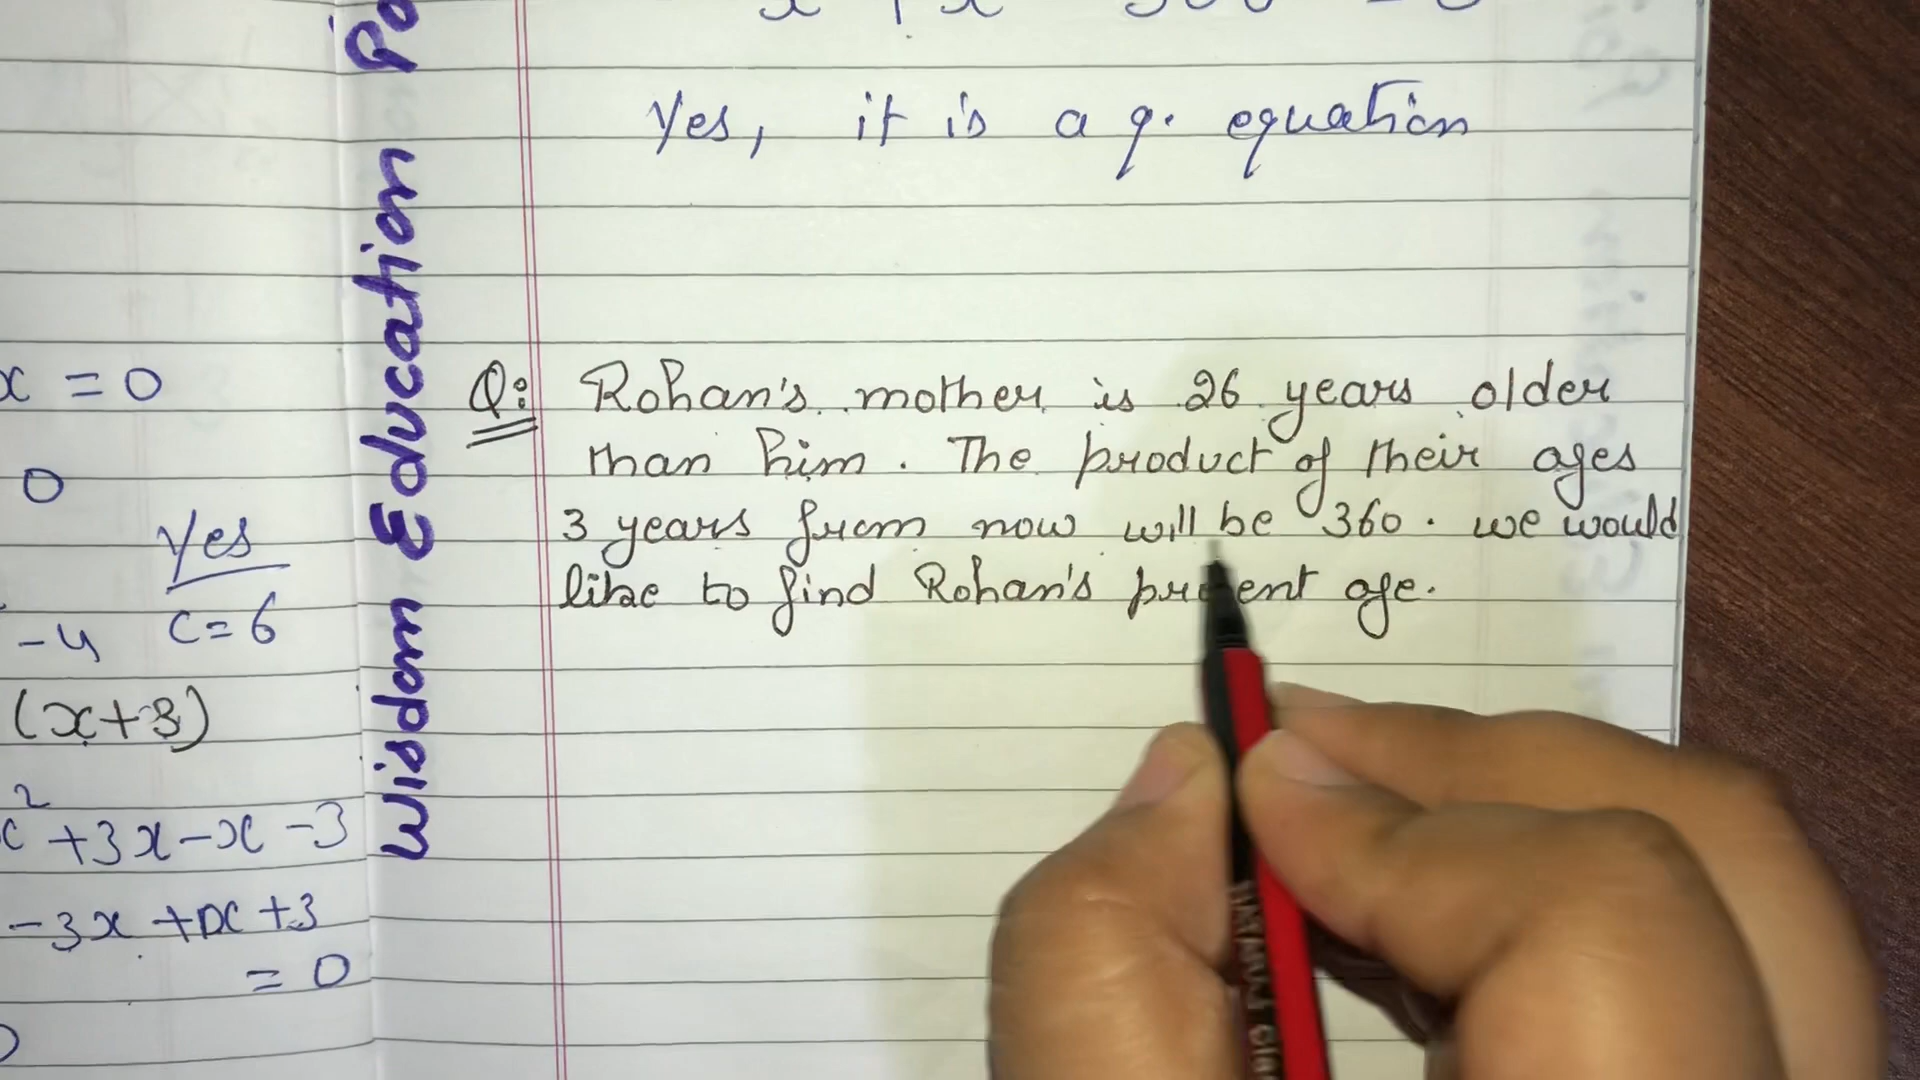 x = 0
0
Yes
-4 c=6
(x+3)
x² +3x-x-3
-3x +x+3
= 0
Wisdom Education Po
Yes, it is a q. equation
Q: Rohan's mother is 26 years older
than him. The product of their ages
3 years from now will be 360. we would
like to find Rohan's present age.